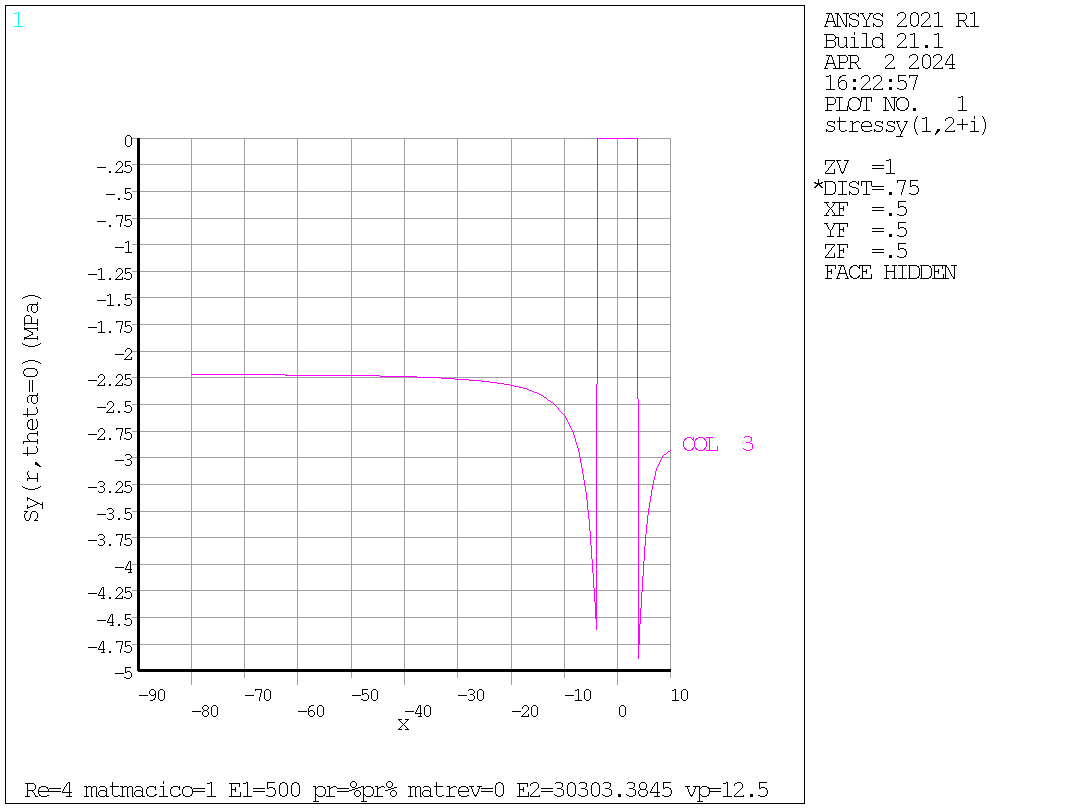 1
ANSYS 2021 R1
Build 21.1
APR  2 2024
16:22:57
PLOT NO.   1
stressy(1,2+i)
ZV  =1
*DIST=.75
XF  =.5
YF  =.5
ZF  =.5
FACE HIDDEN
Sy(r,theta=0)(MPa)
0
-.25
-.5
-.75
-1
-1.25
-1.5
-1.75
-2
-2.25
-2.5
-2.75
-3
-3.25
-3.5
-3.75
-4
-4.25
-4.5
-4.75
-5
COL  3
-90 -70 -50 -30 -10 10
-80 -60 -40 -20 0
X
Re=4 matmacico=1 E1=500 pr=%pr% matrev=0 E2=30303.3845 vp=12.5